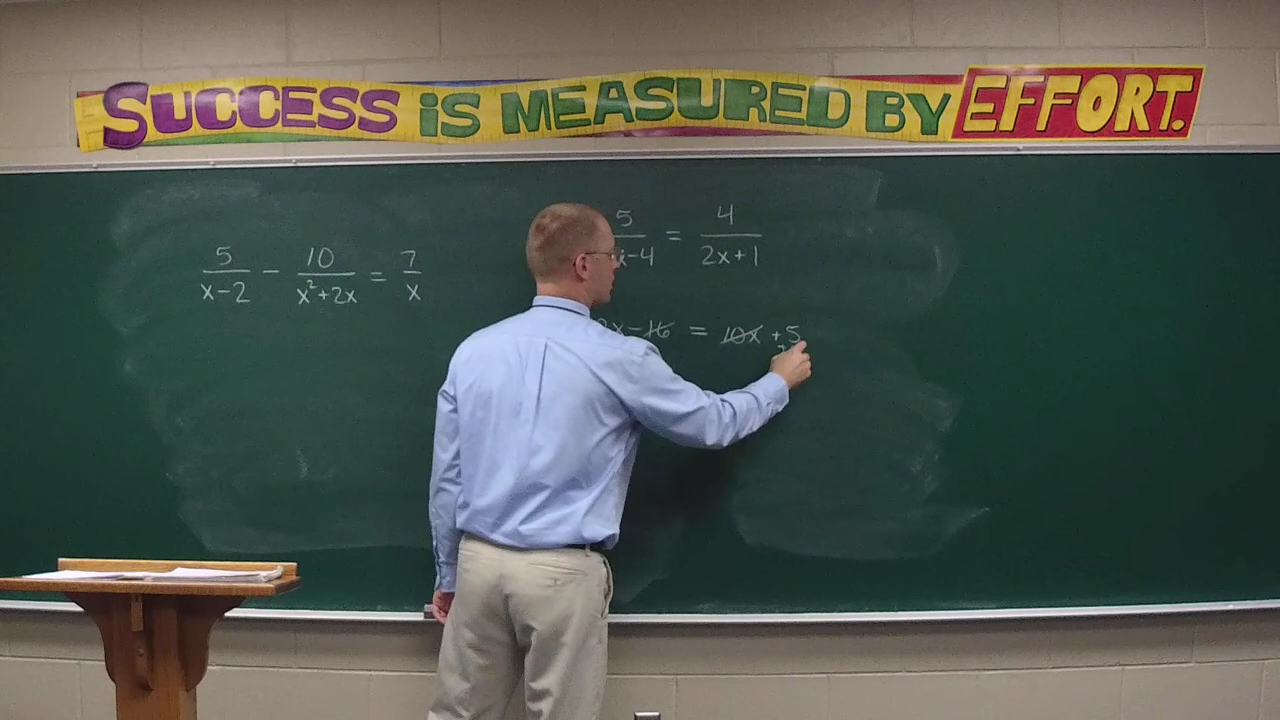 SUCCESS iS MEASURED BY EFFORT.
5/(x-2) - 10/(x²+2x) = 7/x
5/(x-4) = 4/(2x+1)
2x-16 = 10x +5